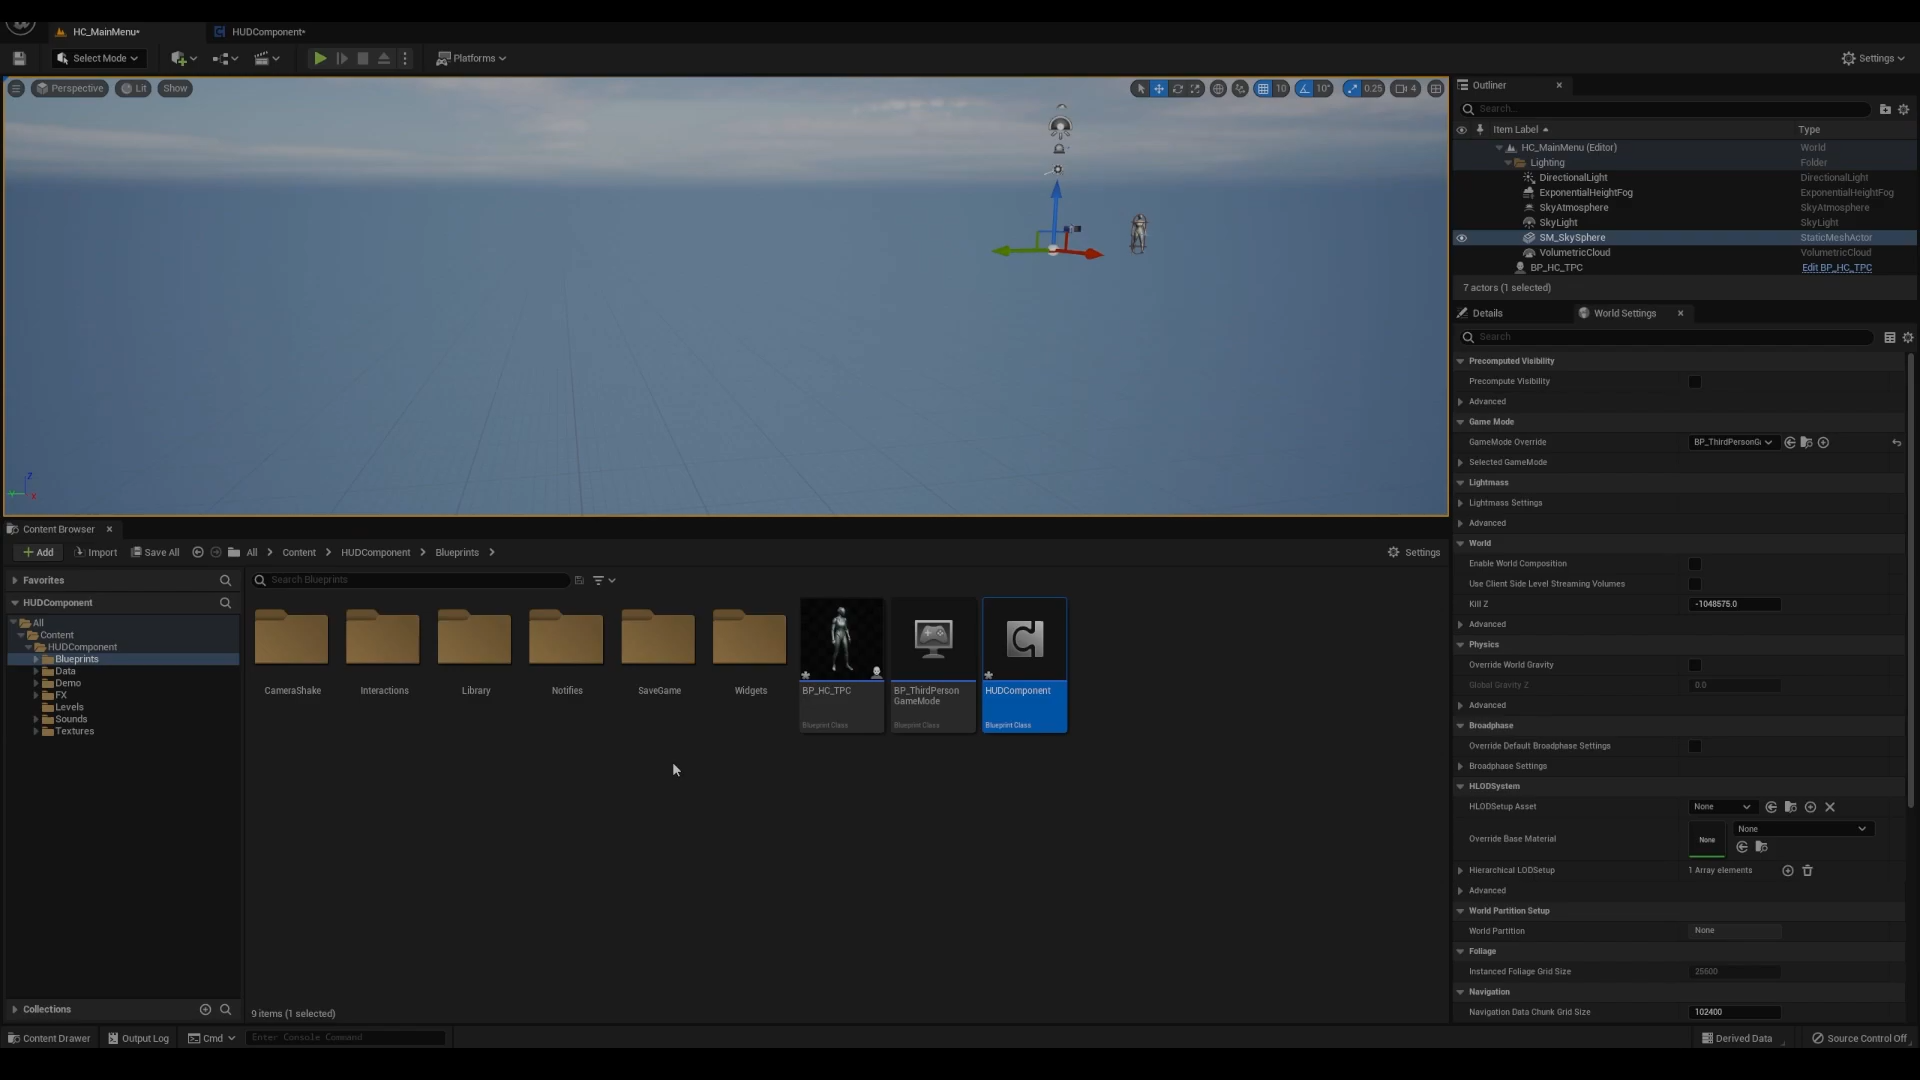 HC_MainMenu*
HUDComponent*
Select Mode
Platforms
Settings
Perspective
Lit
Show
10
10°
0.25
4
Outliner
Search...
Item Label
Type
HC_MainMenu (Editor)
World
Lighting
Folder
DirectionalLight
DirectionalLight
ExponentialHeightFog
ExponentialHeightFog
SkyAtmosphere
SkyAtmosphere
SkyLight
SkyLight
SM_SkySphere
StaticMeshActor
VolumetricCloud
VolumetricCloud
BP_HC_TPC
Edit BP_HC_TPC
7 actors (1 selected)
Details
World Settings
Search
Precomputed Visibility
Precompute Visibility
Advanced
Game Mode
GameMode Override
BP_ThirdPersonG
Selected GameMode
Lightmass
Lightmass Settings
Advanced
World
Enable World Composition
Use Client Side Level Streaming Volumes
Kill Z
-1048575.0
Advanced
Physics
Override World Gravity
Global Gravity Z
0.0
Advanced
Broadphase
Override Default Broadphase Settings
Broadphase Settings
HLODSystem
HLODSetup Asset
None
Override Base Material
None
None
Hierarchical LODSetup
1 Array elements
Advanced
World Partition Setup
World Partition
None
Foliage
Instanced Foliage Grid Size
25600
Navigation
Navigation Data Chunk Grid Size
102400
Z
Y
X
Content Browser
Add
Import
Save All
All
Content
HUDComponent
Blueprints
Settings
Favorites
HUDComponent
All
Content
HUDComponent
Blueprints
Data
Demo
FX
Levels
Sounds
Textures
Collections
Search Blueprints
CameraShake
Interactions
Library
Notifies
SaveGame
Widgets
BP_HC_TPC
Blueprint Class
BP_ThirdPerson
GameMode
Blueprint Class
HUDComponent
Blueprint Class
9 items (1 selected)
Content Drawer
Output Log
Cmd
Enter Console Command
Derived Data
Source Control Off